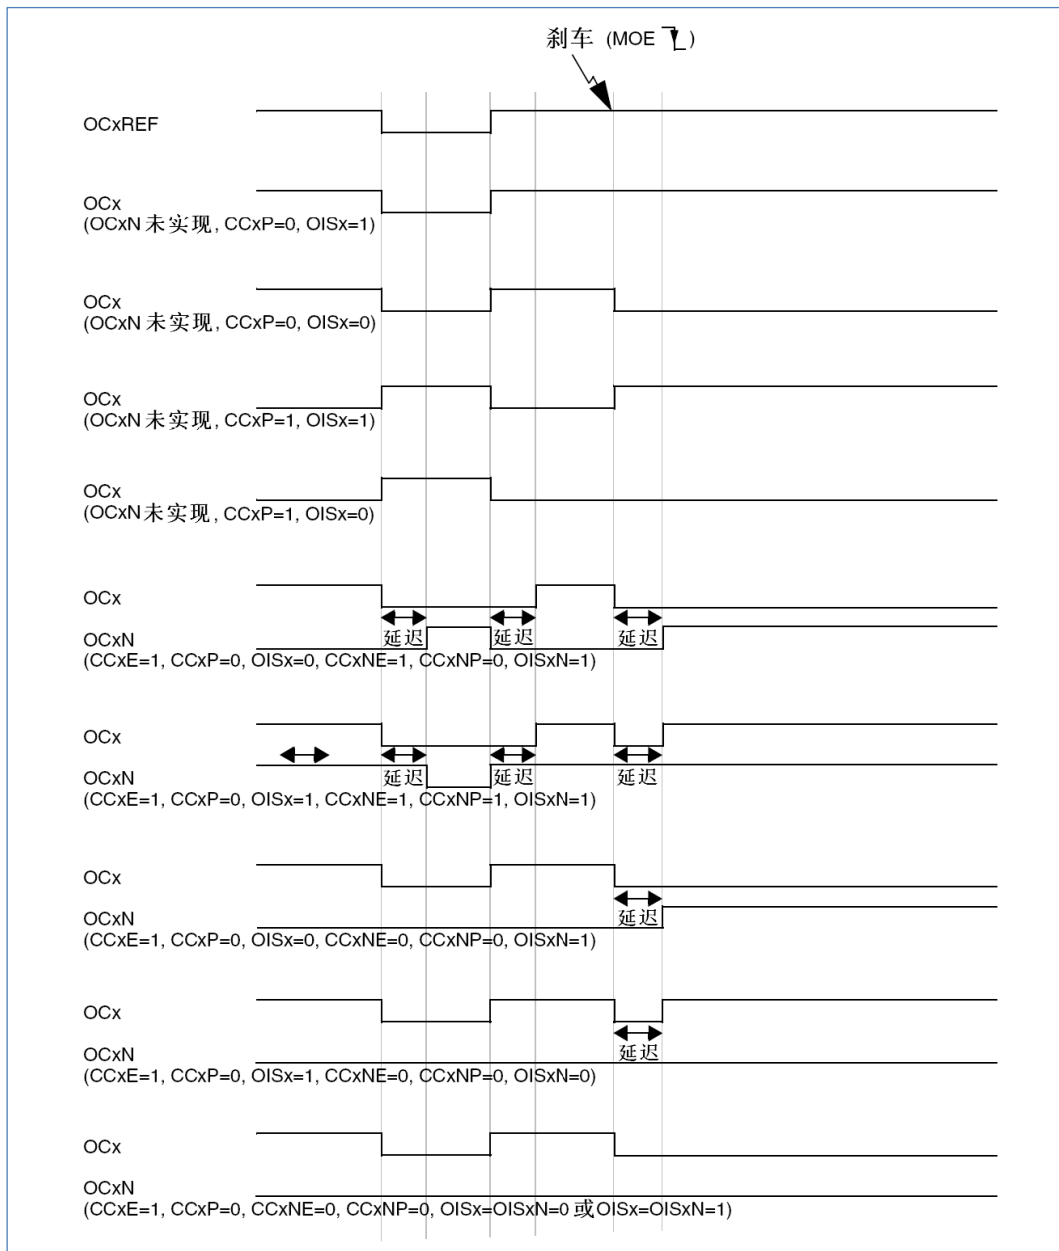 刹车 (MOE )
OCxREF
OCx
(OCxN 未实现, CCxP=0, OISx=1)
OCx
(OCxN 未实现, CCxP=0, OISx=0)
OCx
(OCxN 未实现, CCxP=1, OISx=1)
OCx
(OCxN 未实现, CCxP=1, OISx=0)
OCx
延迟 延迟 延迟
OCxN
(CCxE=1, CCxP=0, OISx=0, CCxNE=1, CCxNP=0, OISxN=1)
OCx
延迟 延迟 延迟
OCxN
(CCxE=1, CCxP=0, OISx=1, CCxNE=1, CCxNP=1, OISxN=1)
OCx
延迟
OCxN
(CCxE=1, CCxP=0, OISx=0, CCxNE=0, CCxNP=0, OISxN=1)
OCx
延迟
OCxN
(CCxE=1, CCxP=0, OISx=1, CCxNE=0, CCxNP=0, OISxN=0)
OCx
OCxN
(CCxE=1, CCxP=0, CCxNE=0, CCxNP=0, OISx=OISxN=0 或OISx=OISxN=1)